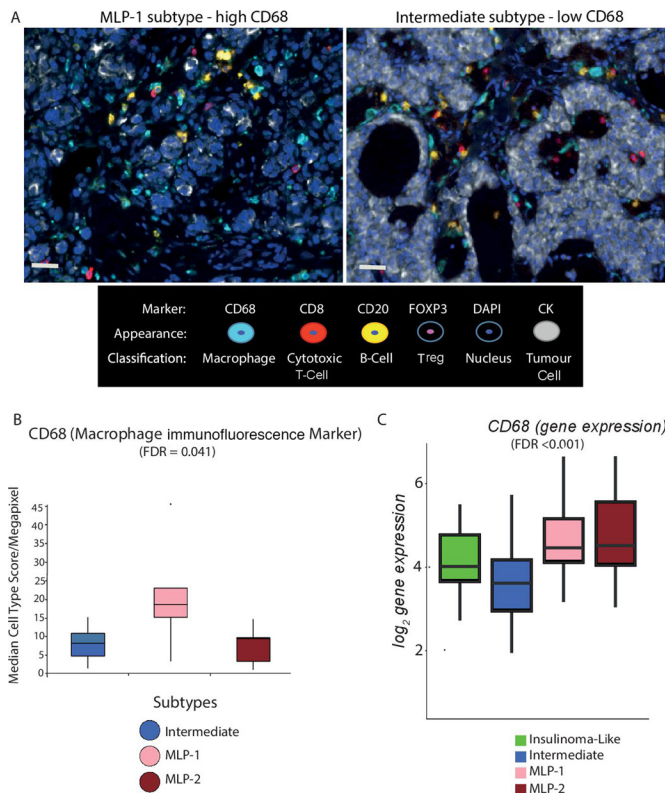 A
MLP-1 subtype - high CD68
Intermediate subtype - low CD68
Marker: CD68 CD8 CD20 FOXP3 DAPI CK
Appearance:
Classification: Macrophage Cytotoxic T-Cell B-Cell Treg Nucleus Tumour Cell
B
CD68 (Macrophage immunofluorescence Marker)
(FDR = 0.041)
Median Cell Type Score/Megapixel
45
40
35
30
25
20
15
10
5
0
Subtypes
Intermediate
MLP-1
MLP-2
C
CD68 (gene expression)
(FDR <0.001)
log2 gene expression
6
4
2
Insulinoma-Like
Intermediate
MLP-1
MLP-2